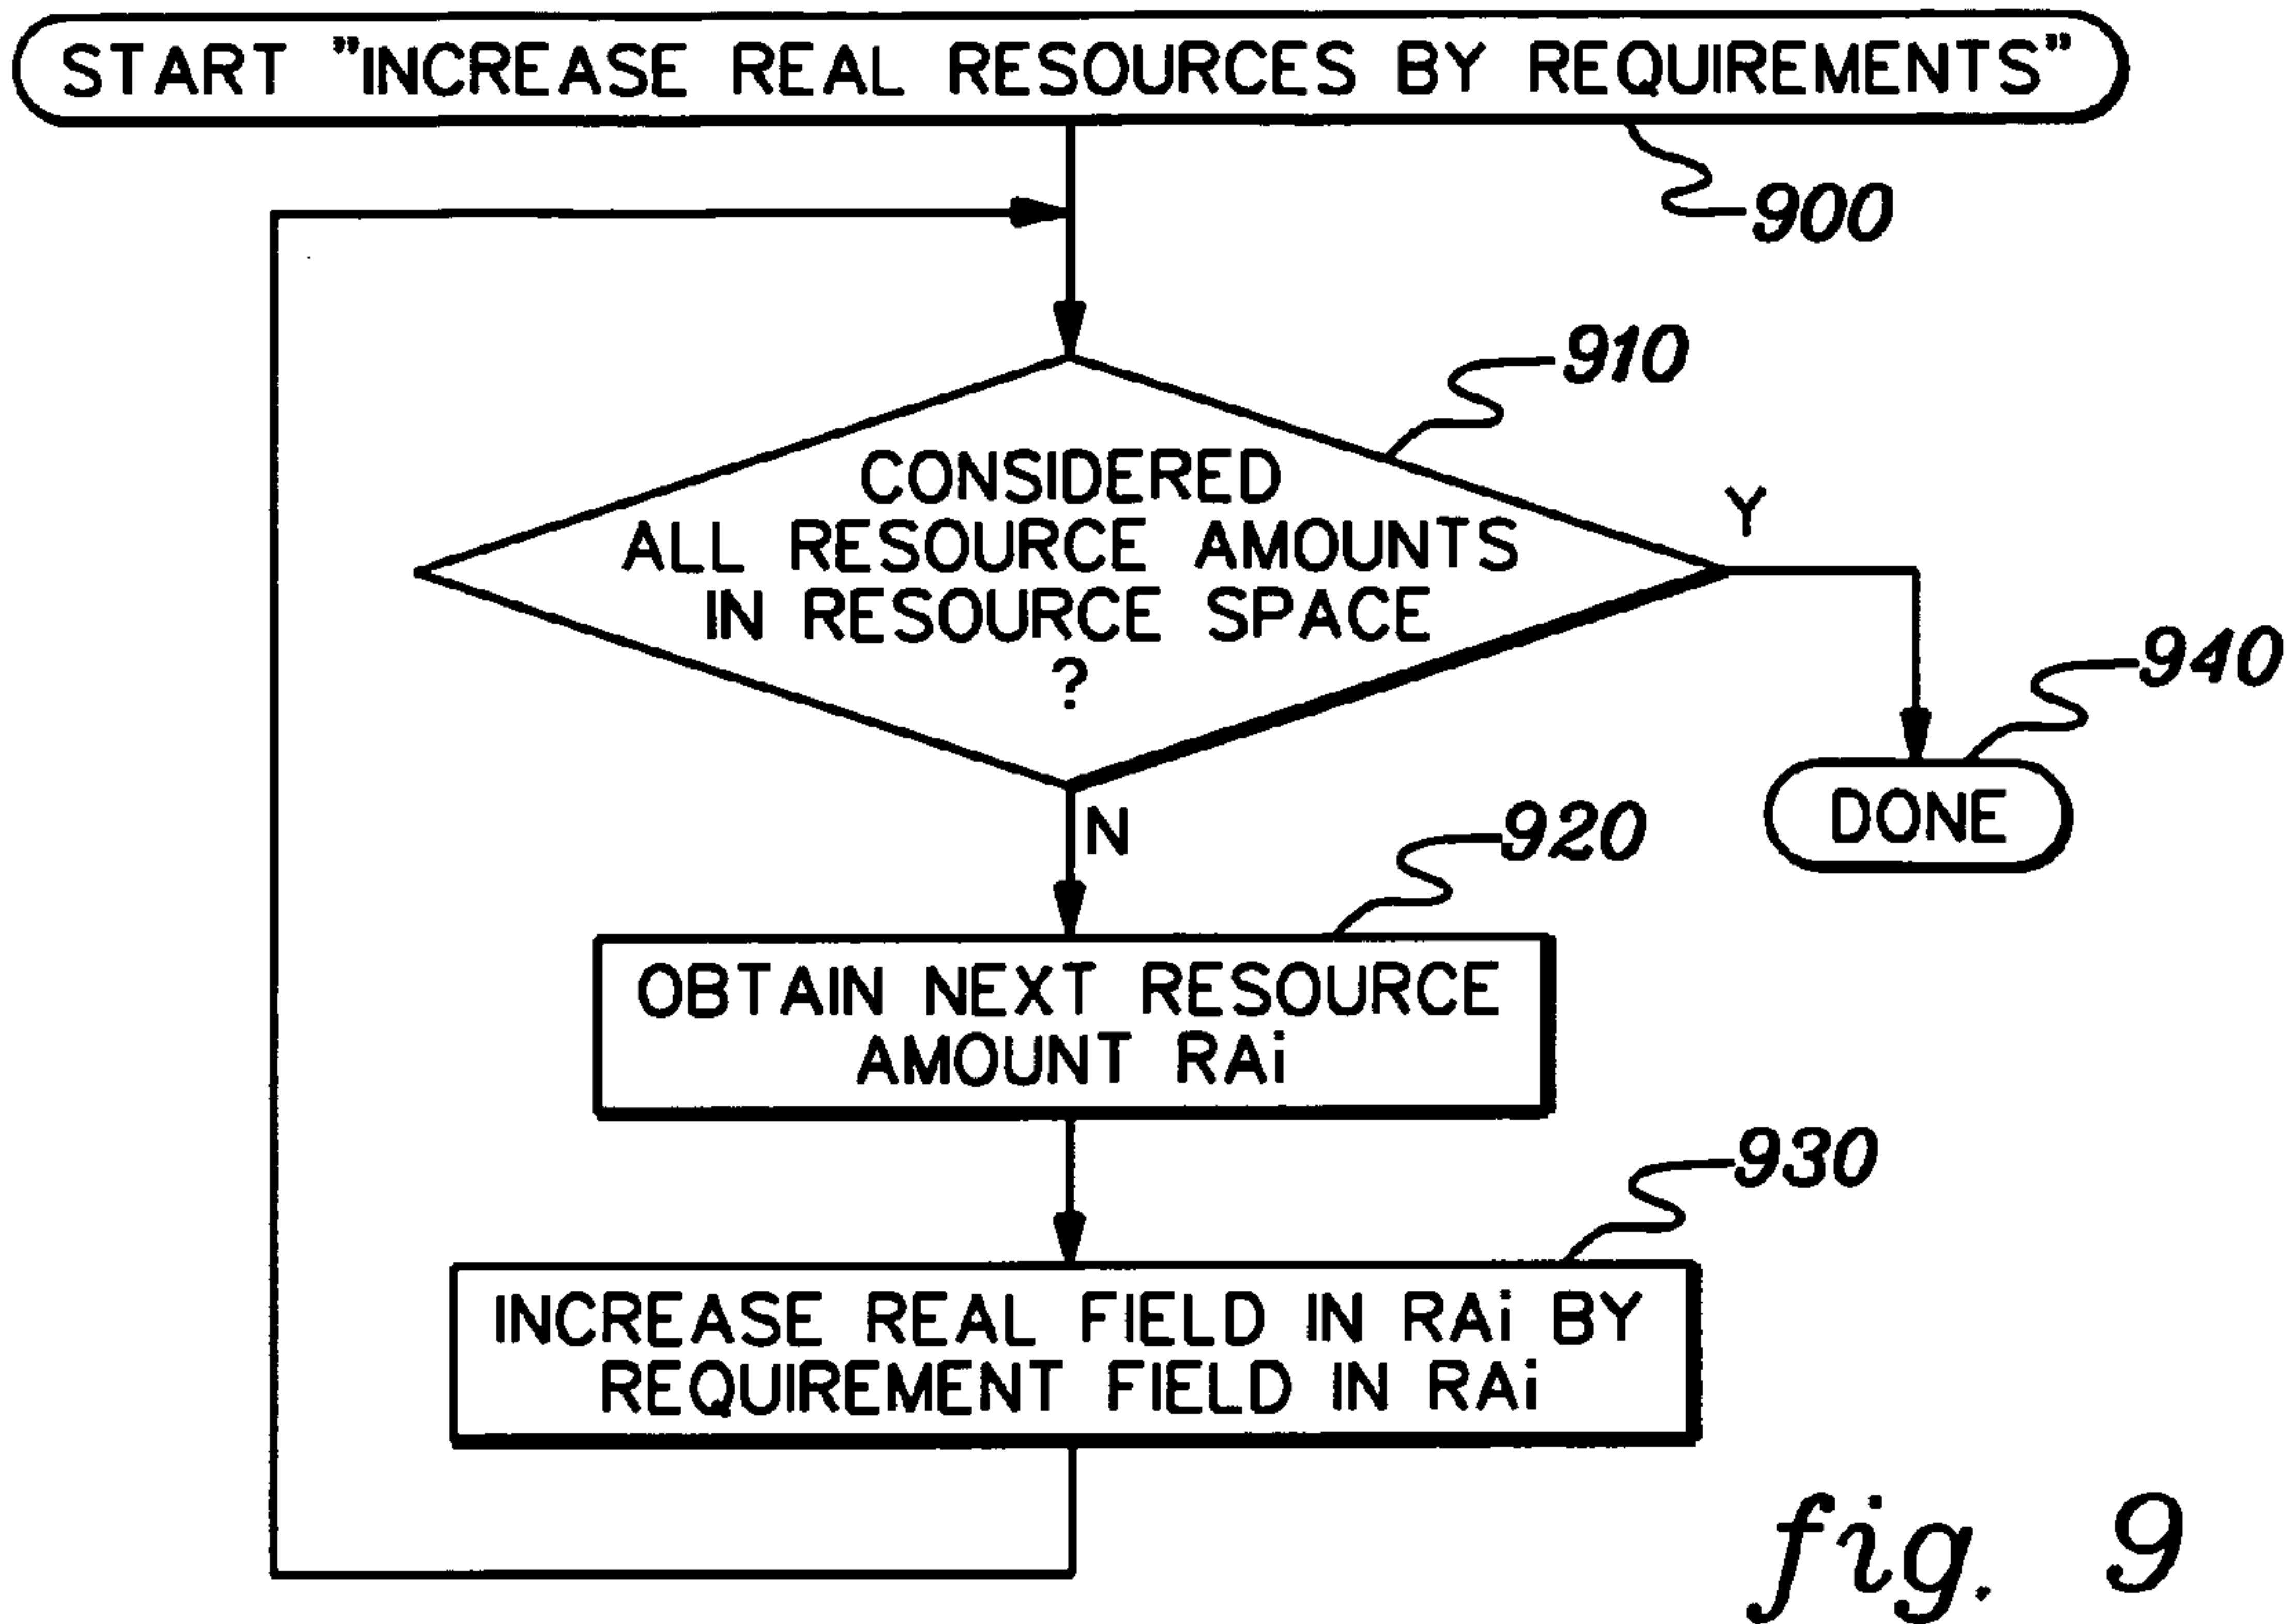 START "INCREASE REAL RESOURCES BY REQUIREMENTS"
900
910
CONSIDERED
ALL RESOURCE AMOUNTS
IN RESOURCE SPACE
?
Y
940
DONE
N
920
OBTAIN NEXT RESOURCE
AMOUNT RAi
930
INCREASE REAL FIELD IN RAi BY
REQUIREMENT FIELD IN RAi
fig. 9